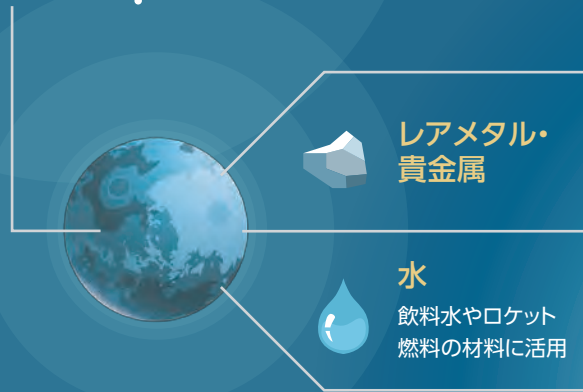 レアメタル・
貴金属
水
飲料水やロケット
燃料の材料に活用